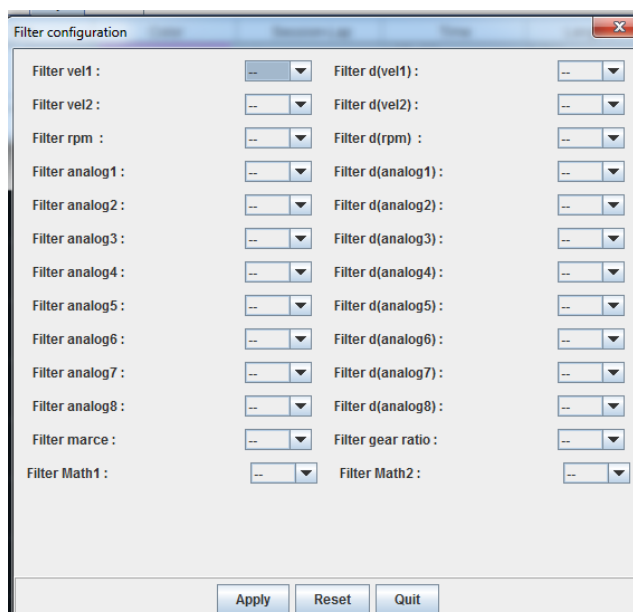 Filter configuration
Filter vel1 : -- Filter d(vel1) : --
Filter vel2 : -- Filter d(vel2) : --
Filter rpm : -- Filter d(rpm) : --
Filter analog1 : -- Filter d(analog1) : --
Filter analog2 : -- Filter d(analog2) : --
Filter analog3 : -- Filter d(analog3) : --
Filter analog4 : -- Filter d(analog4) : --
Filter analog5 : -- Filter d(analog5) : --
Filter analog6 : -- Filter d(analog6) : --
Filter analog7 : -- Filter d(analog7) : --
Filter analog8 : -- Filter d(analog8) : --
Filter marce : -- Filter gear ratio : --
Filter Math1 : -- Filter Math2 : --
Apply Reset Quit